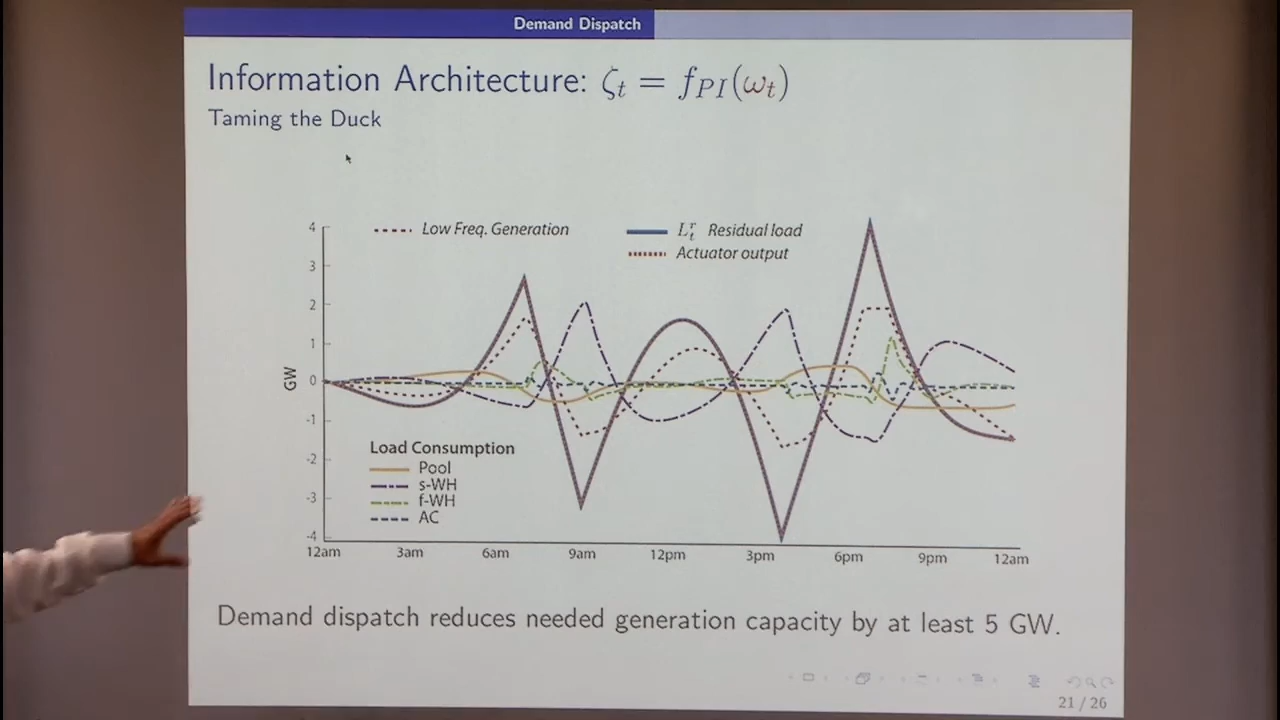 Demand Dispatch
Information Architecture: ζt = fPI(ωt)
Taming the Duck
Low Freq. Generation
L^r_t Residual load
Actuator output
GW
4
3
2
1
0
-1
-2
-3
-4
Load Consumption
Pool
s-WH
f-WH
AC
12am 3am 6am 9am 12pm 3pm 6pm 9pm 12am
Demand dispatch reduces needed generation capacity by at least 5 GW.
21 / 26